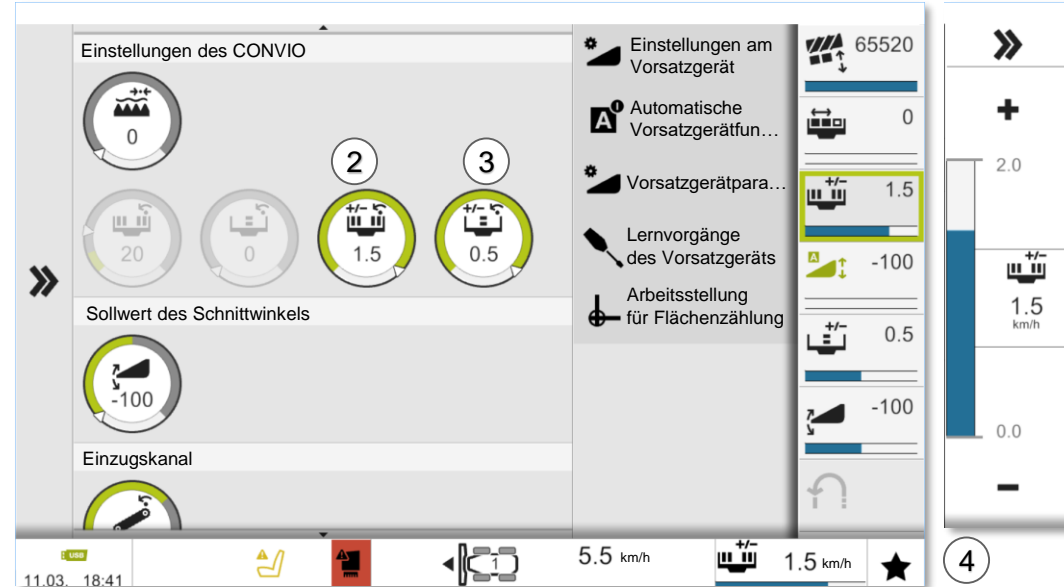 Einstellungen des CONVIO
0
2
3
20
0
1.5
0.5
Sollwert des Schnittwinkels
-100
Einzugskanal
Einstellungen am
Vorsatzgerät
Automatische
Vorsatzgerätfun…
Vorsatzgerätpara…
Lernvorgänge
des Vorsatzgeräts
Arbeitsstellung
für Flächenzählung
65520
0
+/- 1.5
A -100
+/- 0.5
-100
+
2.0
+/-
1.5
km/h
0.0
-
4
USB
11.03. 18:41
1
5.5 km/h
+/- 1.5 km/h